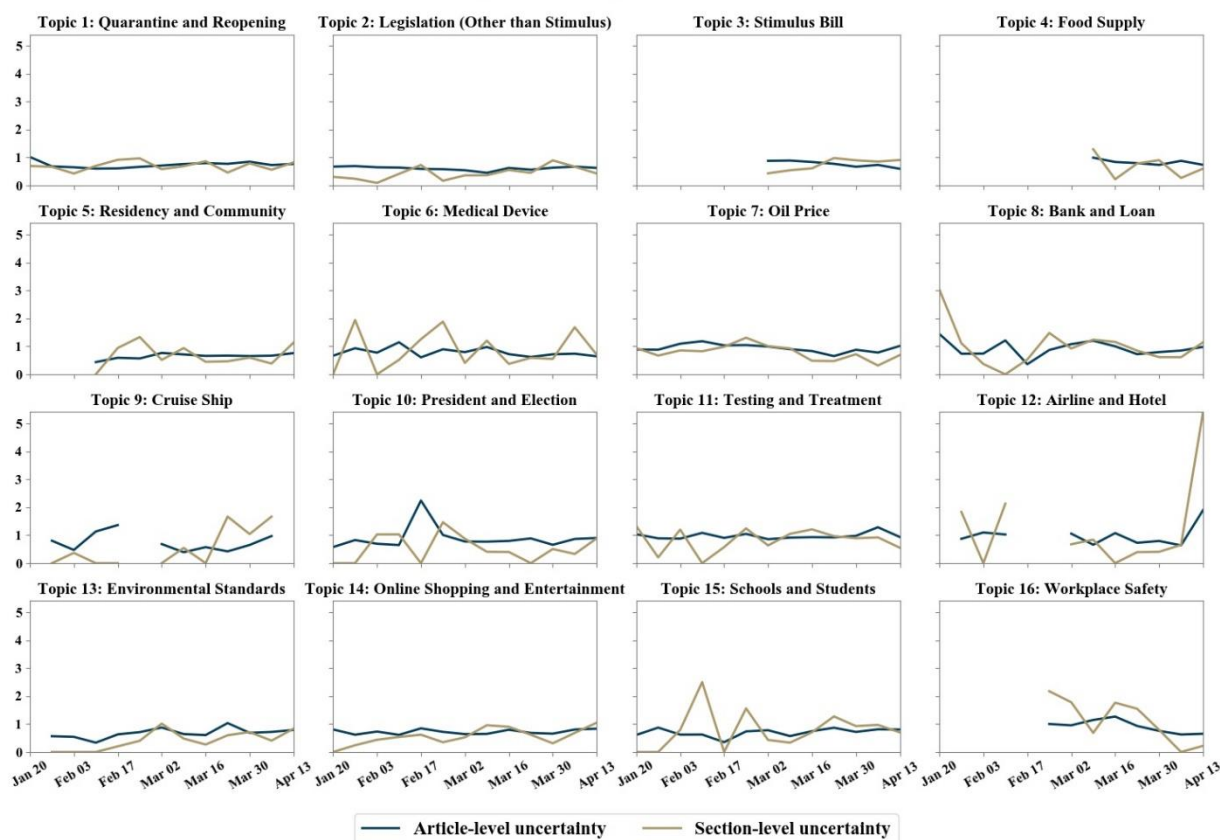 Topic 1: Quarantine and Reopening
Topic 2: Legislation (Other than Stimulus)
Topic 3: Stimulus Bill
Topic 4: Food Supply
5
4
3
2
1
0
Topic 5: Residency and Community
Topic 6: Medical Device
Topic 7: Oil Price
Topic 8: Bank and Loan
5
4
3
2
1
0
Topic 9: Cruise Ship
Topic 10: President and Election
Topic 11: Testing and Treatment
Topic 12: Airline and Hotel
5
4
3
2
1
0
Topic 13: Environmental Standards
Topic 14: Online Shopping and Entertainment
Topic 15: Schools and Students
Topic 16: Workplace Safety
5
4
3
2
1
0
Jan 20 Feb 03 Feb 17 Mar 02 Mar 16 Mar 30 Apr 13
Jan 20 Feb 03 Feb 17 Mar 02 Mar 16 Mar 30 Apr 13
Jan 20 Feb 03 Feb 17 Mar 02 Mar 16 Mar 30 Apr 13
Jan 20 Feb 03 Feb 17 Mar 02 Mar 16 Mar 30 Apr 13
Article-level uncertainty
Section-level uncertainty